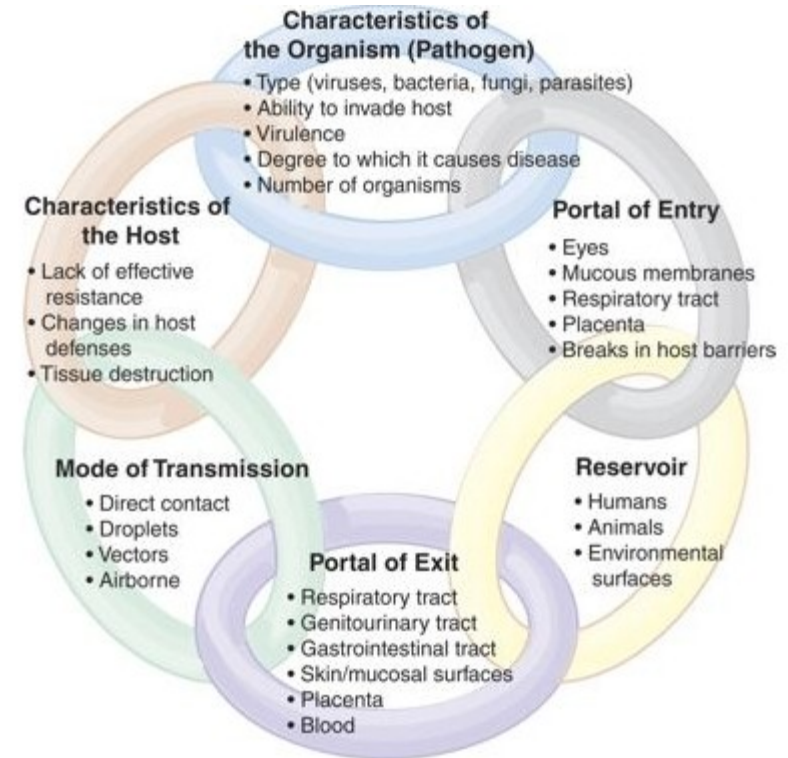 Characteristics of
the Organism (Pathogen)
• Type (viruses, bacteria, fungi, parasites)
• Ability to invade host
• Virulence
• Degree to which it causes disease
• Number of organisms
Portal of Entry
• Eyes
• Mucous membranes
• Respiratory tract
• Placenta
• Breaks in host barriers
Reservoir
• Humans
• Animals
• Environmental
surfaces
Portal of Exit
• Respiratory tract
• Genitourinary tract
• Gastrointestinal tract
• Skin/mucosal surfaces
• Placenta
• Blood
Mode of Transmission
• Direct contact
• Droplets
• Vectors
• Airborne
Characteristics of
the Host
• Lack of effective
resistance
• Changes in host
defenses
• Tissue destruction